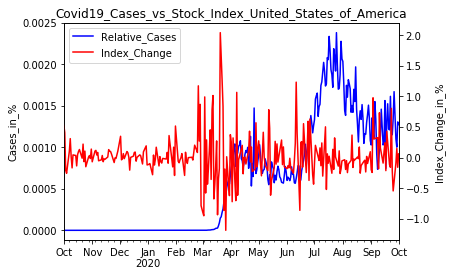 Covid19_Cases_vs_Stock_Index_United_States_of_America
Relative_Cases
Index_Change
Cases_in_%
0.0025
0.0020
0.0015
0.0010
0.0005
0.0000
2.0
1.5
1.0
0.5
0.0
−0.5
−1.0
Index_Change_in_%
Oct Nov Dec Jan Feb Mar Apr May Jun Jul Aug Sep Oct
2020